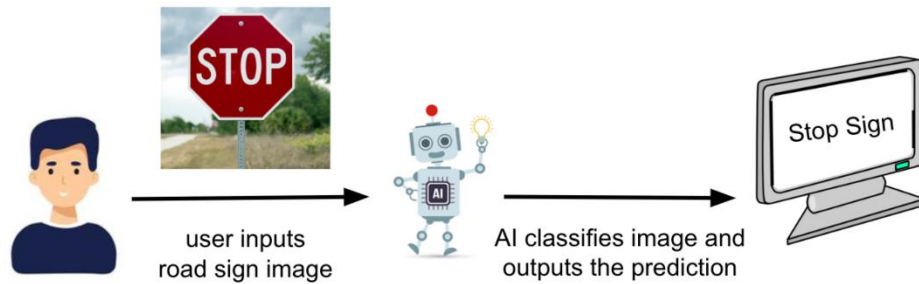 STOP
AI
Stop Sign
user inputs
road sign image
AI classifies image and
outputs the prediction